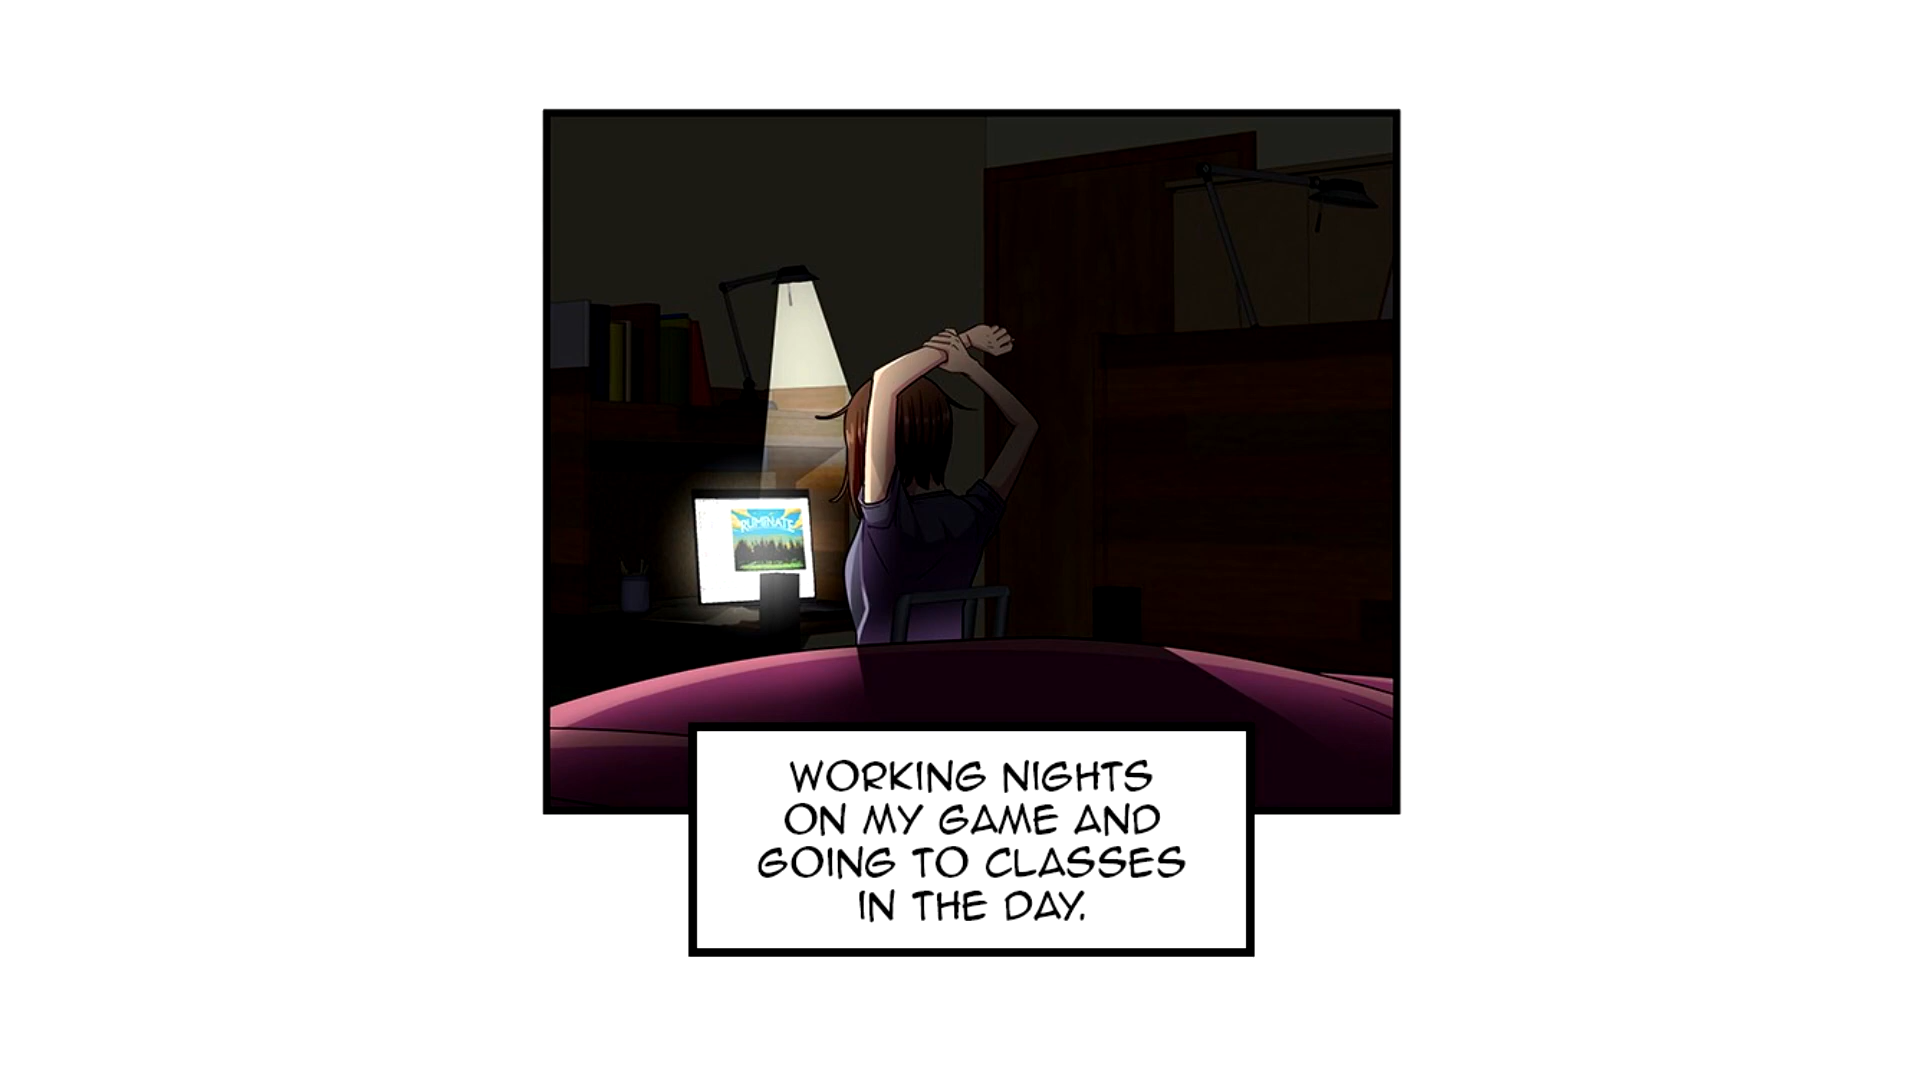 RUMINATE
WORKING NIGHTS
ON MY GAME AND
GOING TO CLASSES
IN THE DAY.